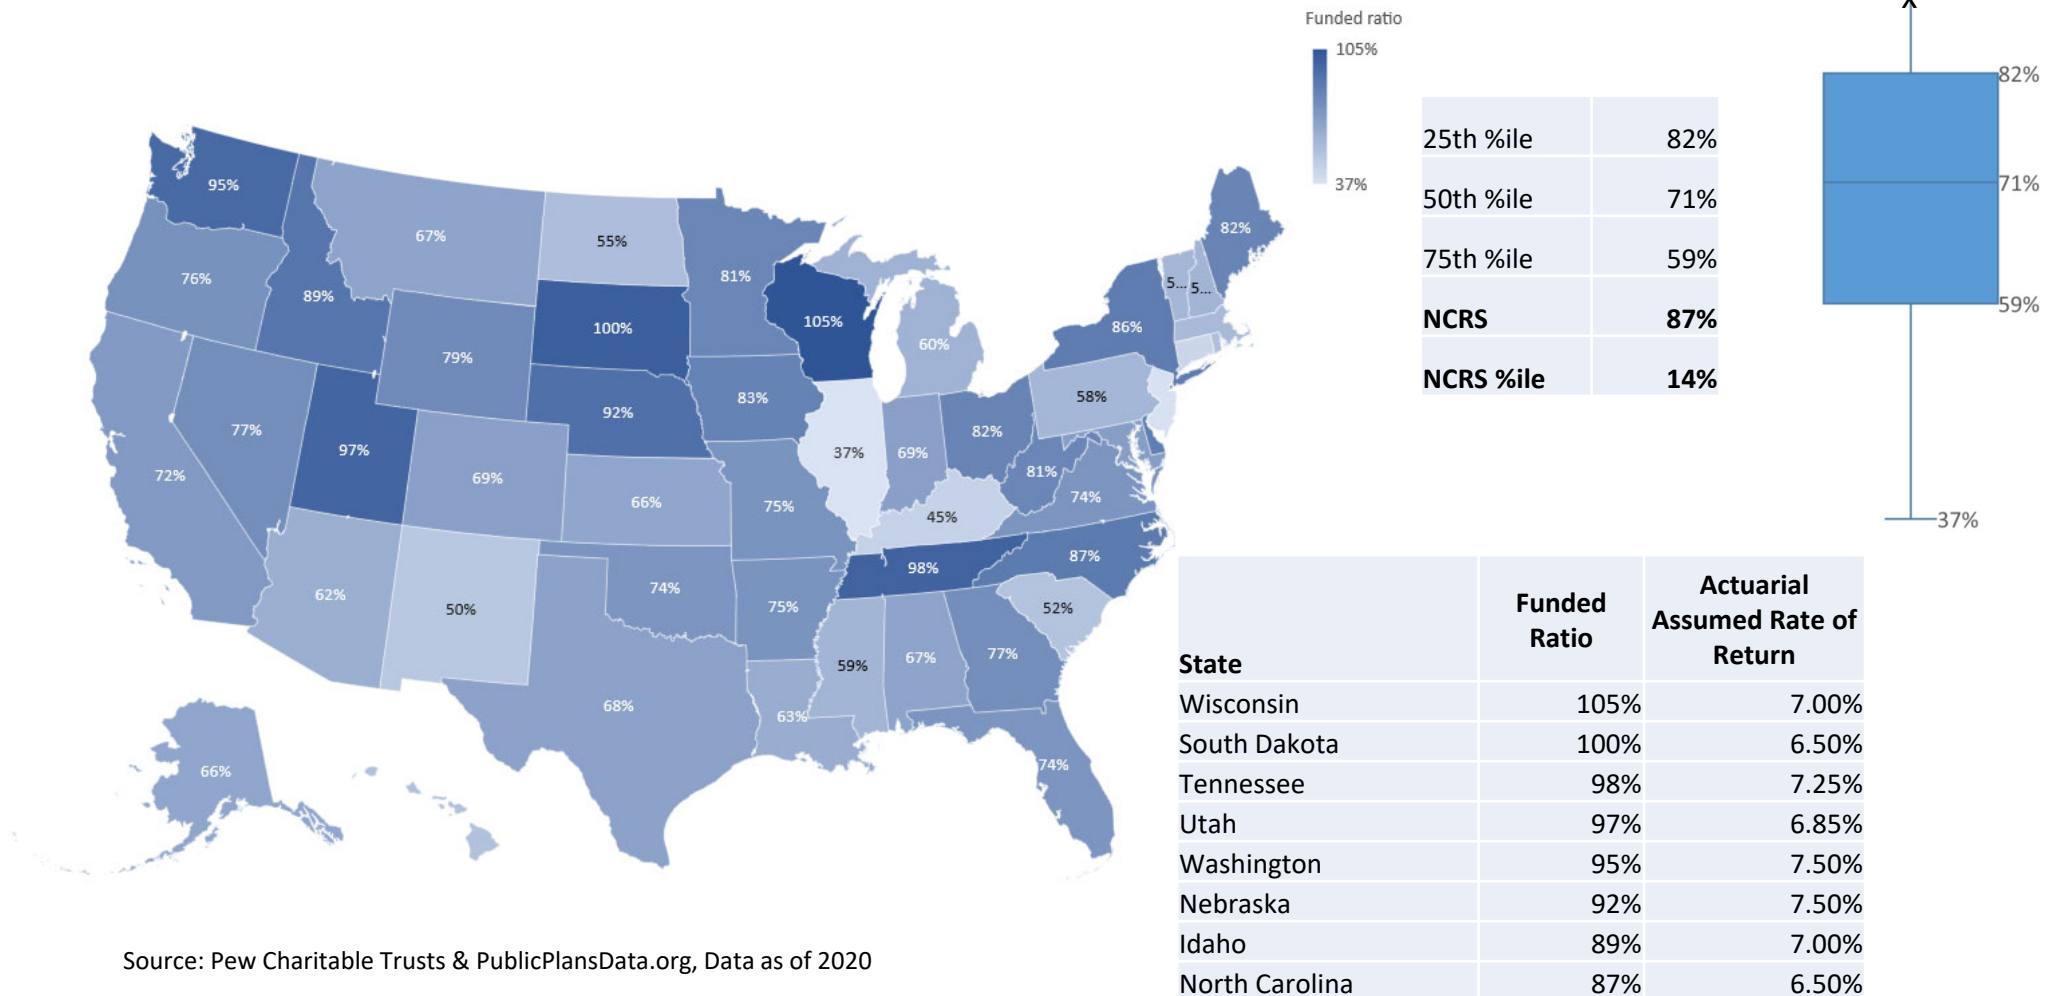 Funded ratio
105%
37%
x
82%
71%
59%
37%
25th %ile 82%
50th %ile 71%
75th %ile 59%
NCRS 87%
NCRS %ile 14%
95%
67%
55%
81%
82%
76%
89%
100%
105%
5...
5...
86%
79%
60%
92%
83%
58%
77%
97%
72%
69%
66%
75%
37%
69%
82%
81%
74%
45%
62%
50%
74%
75%
98%
87%
52%
59%
67%
77%
68%
63%
74%
66%
State Funded Ratio Actuarial Assumed Rate of Return
Wisconsin 105% 7.00%
South Dakota 100% 6.50%
Tennessee 98% 7.25%
Utah 97% 6.85%
Washington 95% 7.50%
Nebraska 92% 7.50%
Idaho 89% 7.00%
North Carolina 87% 6.50%
Source: Pew Charitable Trusts & PublicPlansData.org, Data as of 2020